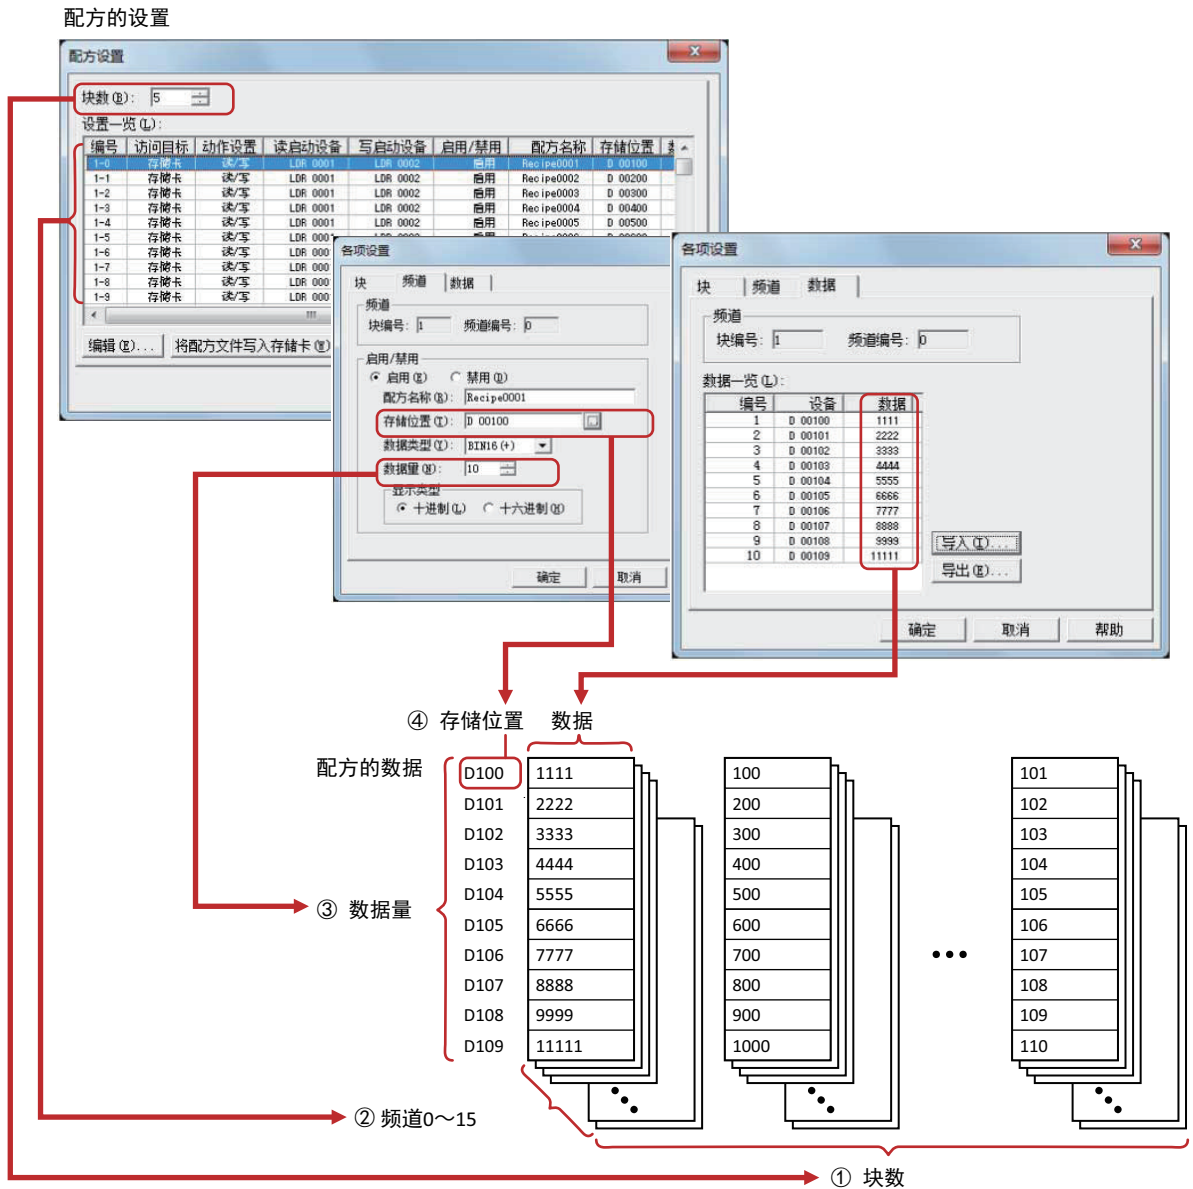 配方的设置
配方设置
块数(B): 5
设置一览(L):
编号 访问目标 动作设置 读启动设备 写启动设备 启用/禁用 配方名称 存储位置
1-0 存储卡 读/写 LDR 0001 LDR 0002 启用 Recipe0001 D 00100
1-1 存储卡 读/写 LDR 0001 LDR 0002 启用 Recipe0002 D 00200
1-2 存储卡 读/写 LDR 0001 LDR 0002 启用 Recipe0003 D 00300
1-3 存储卡 读/写 LDR 0001 LDR 0002 启用 Recipe0004 D 00400
1-4 存储卡 读/写 LDR 0001 LDR 0002 启用 Recipe0005 D 00500
1-5 存储卡 读/写 LDR 000
1-6 存储卡 读/写 LDR 000
1-7 存储卡 读/写 LDR 000
1-8 存储卡 读/写 LDR 000
1-9 存储卡 读/写 LDR 000
编辑(E)... 将配方文件写入存储卡(W)
各项设置
块 频道 数据
频道
块编号: 1 频道编号: 0
启用/禁用
启用(E) 禁用(D)
配方名称(R): Recipe0001
存储位置(T): D 00100
数据类型(Y): BIN16(+)
数据量(N): 10
显示类型
十进制(L) 十六进制(H)
确定 取消
各项设置
块 频道 数据
频道
块编号: 1 频道编号: 0
数据一览(L):
编号 设备 数据
1 D 00100 1111
2 D 00101 2222
3 D 00102 3333
4 D 00103 4444
5 D 00104 5555
6 D 00105 6666
7 D 00106 7777
8 D 00107 8888
9 D 00108 9999
10 D 00109 11111
导入(I)...
导出(E)...
确定 取消 帮助
④ 存储位置 数据
配方的数据
D100 1111 100 101
D101 2222 200 102
D102 3333 300 103
D103 4444 400 104
D104 5555 500 105
③ 数据量
D105 6666 600 106
D106 7777 700 ••• 107
D107 8888 800 108
D108 9999 900 109
D109 11111 1000 110
② 频道0～15
① 块数